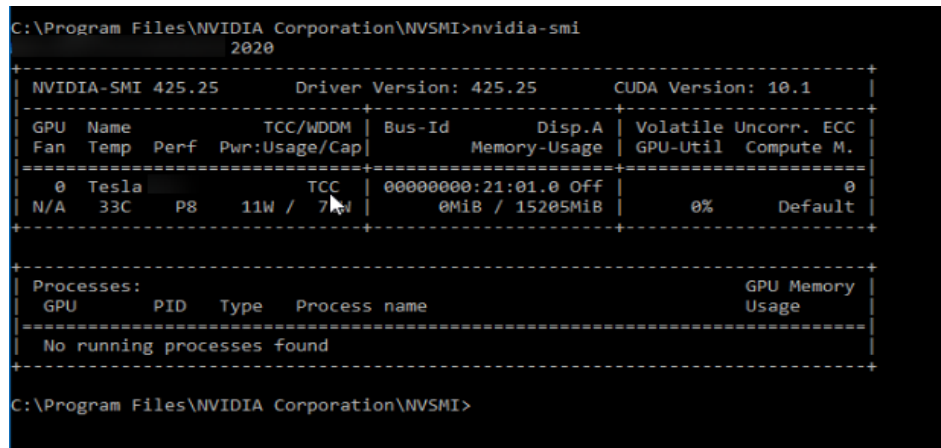 C:\Program Files\NVIDIA Corporation\NVSMI>nvidia-smi
2020
NVIDIA-SMI 425.25 Driver Version: 425.25 CUDA Version: 10.1
GPU Name TCC/WDDM | Bus-Id Disp.A | Volatile Uncorr. ECC
Fan Temp Perf Pwr:Usage/Cap| Memory-Usage | GPU-Util Compute M.
0 Tesla TCC | 00000000:21:01.0 Off | 0
N/A 33C P8 11W / | 0MiB / 15205MiB | 0% Default
Processes: GPU Memory
GPU PID Type Process name Usage
No running processes found
C:\Program Files\NVIDIA Corporation\NVSMI>